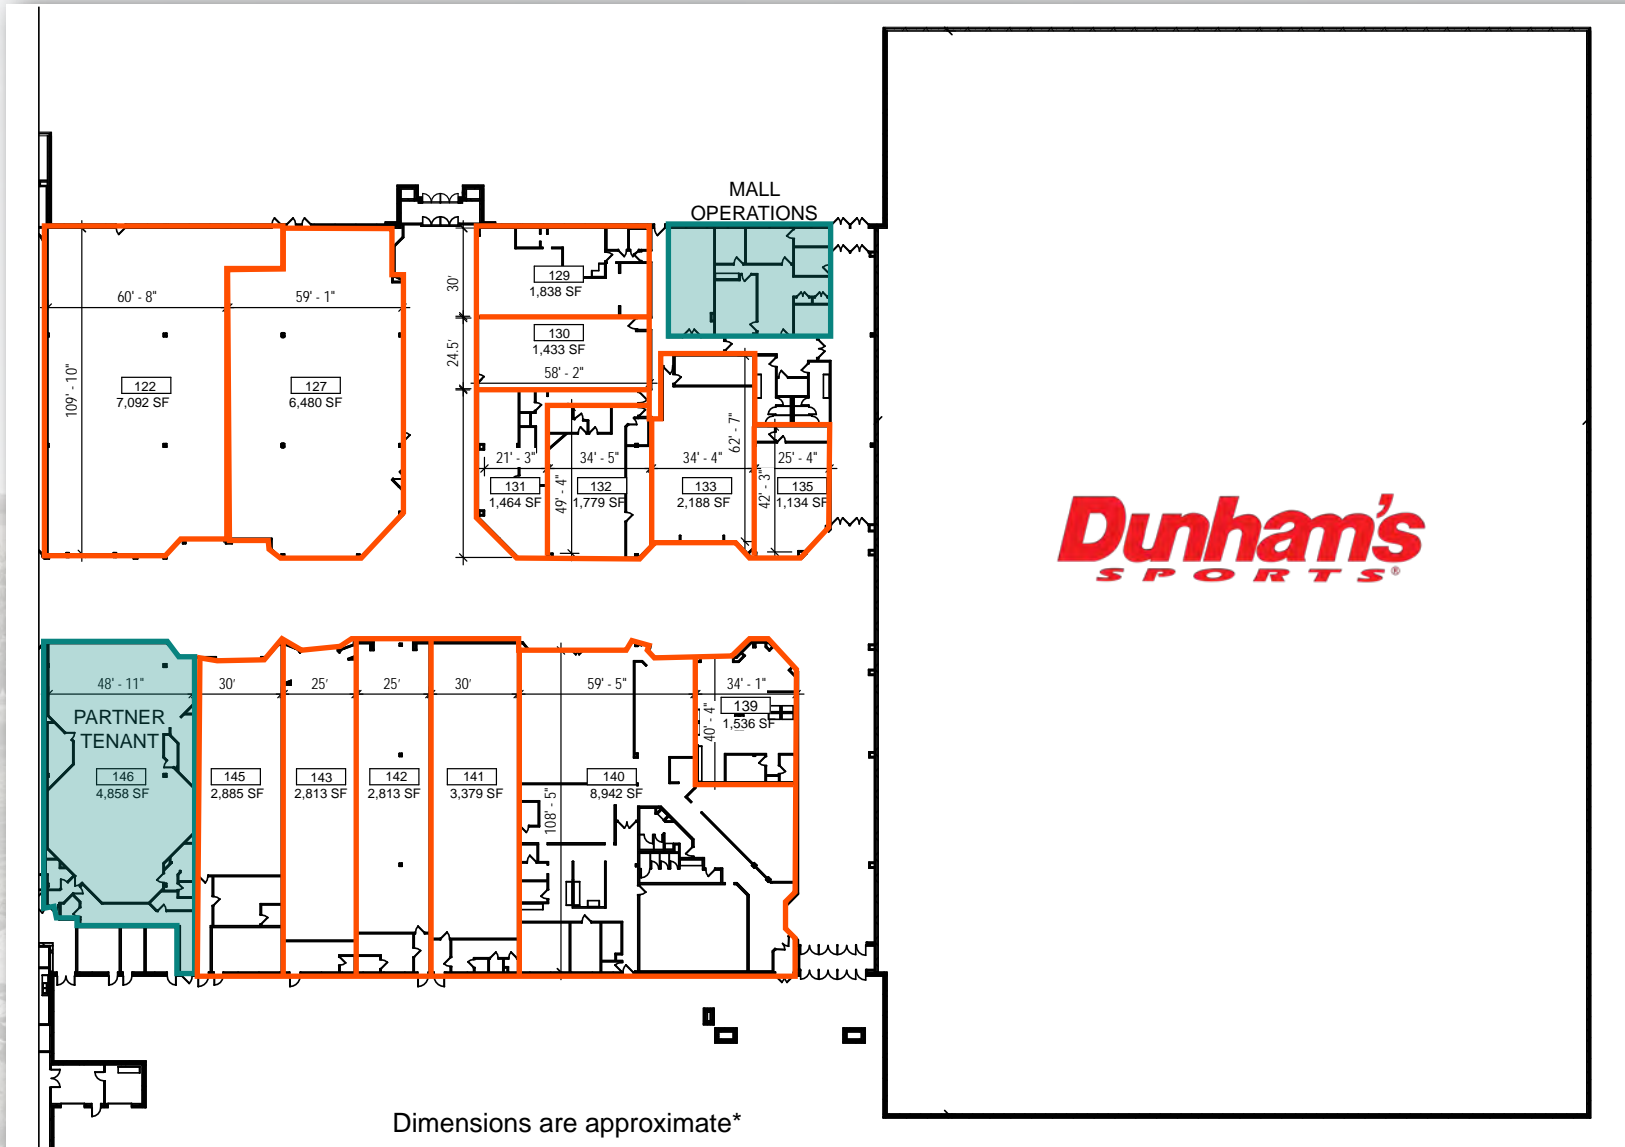 MALL
OPERATIONS
129
1,838 SF
30'
60' - 8"
59' - 1"
130
1,433 SF
24.5'
58' - 2"
122
7,092 SF
127
6,480 SF
109' - 10"
62' - 7"
21' - 3"
34' - 5"
34' - 4"
25' - 4"
131
1,464 SF
49' - 4"
132
1,779 SF
133
2,188 SF
42' - 3"
135
1,134 SF
Dunham's
SPORTS®
48' - 11"
30'
25'
25'
30'
59' - 5"
34' - 1"
PARTNER
TENANT
139
1,536 SF
40' - 4"
146
4,858 SF
145
2,885 SF
143
2,813 SF
142
2,813 SF
141
3,379 SF
140
8,942 SF
108' - 5"
Dimensions are approximate*